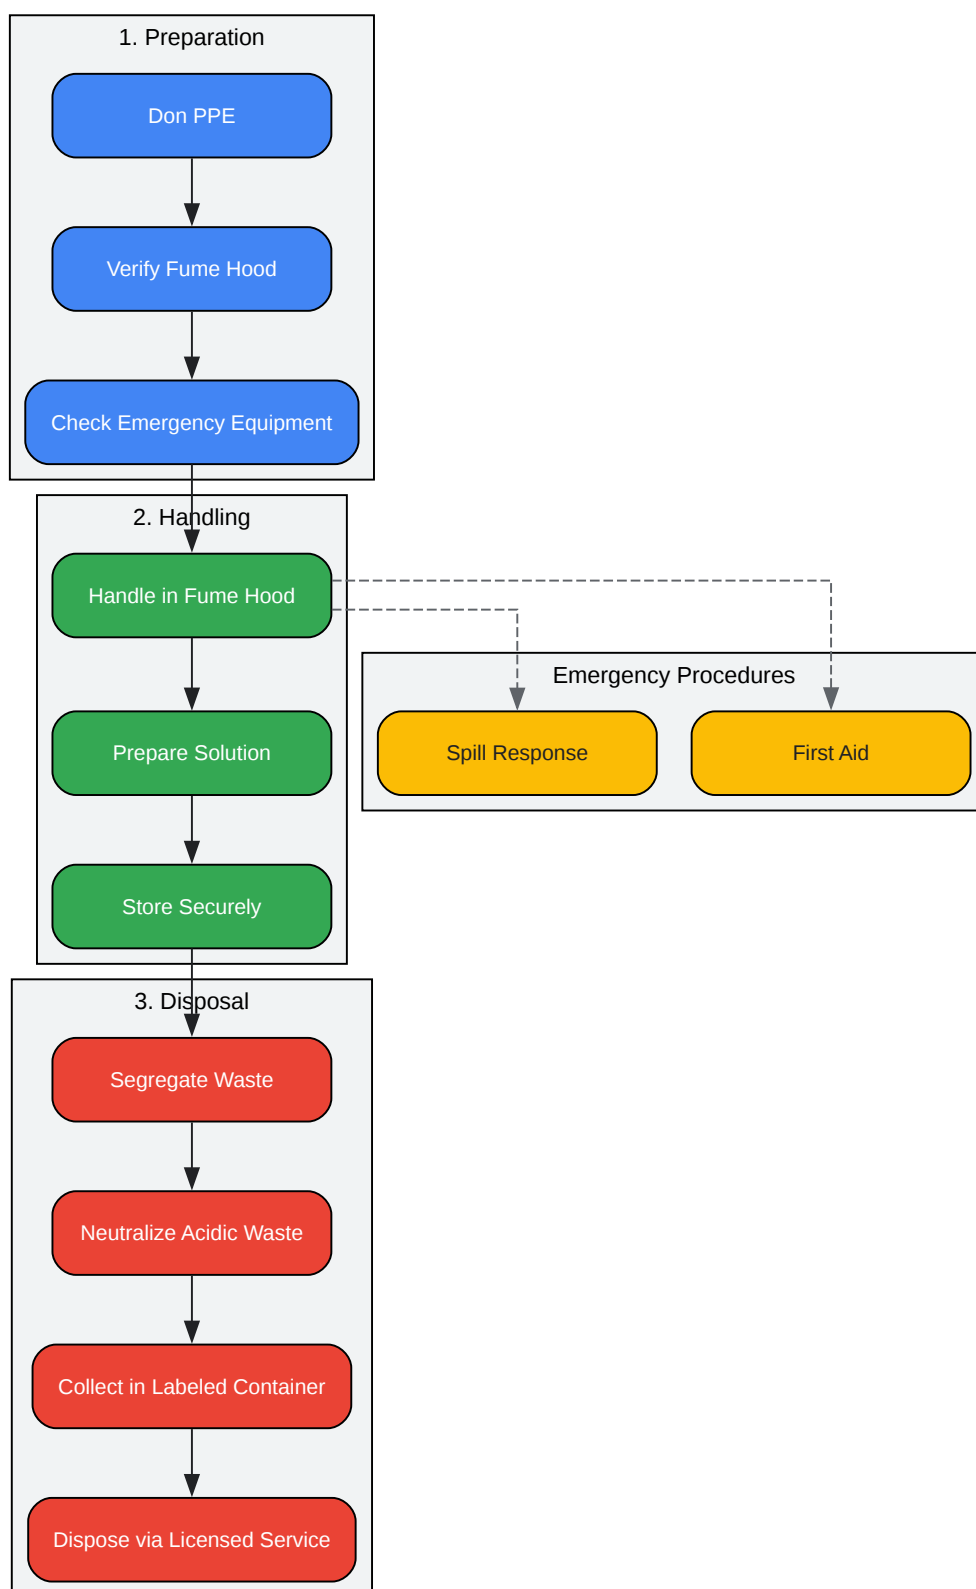 1. Preparation
Don PPE
Verify Fume Hood
Check Emergency Equipment
2. Handling
Handle in Fume Hood
Emergency Procedures
Prepare Solution
Spill Response
First Aid
Store Securely
3. Disposal
Segregate Waste
Neutralize Acidic Waste
Collect in Labeled Container
Dispose via Licensed Service